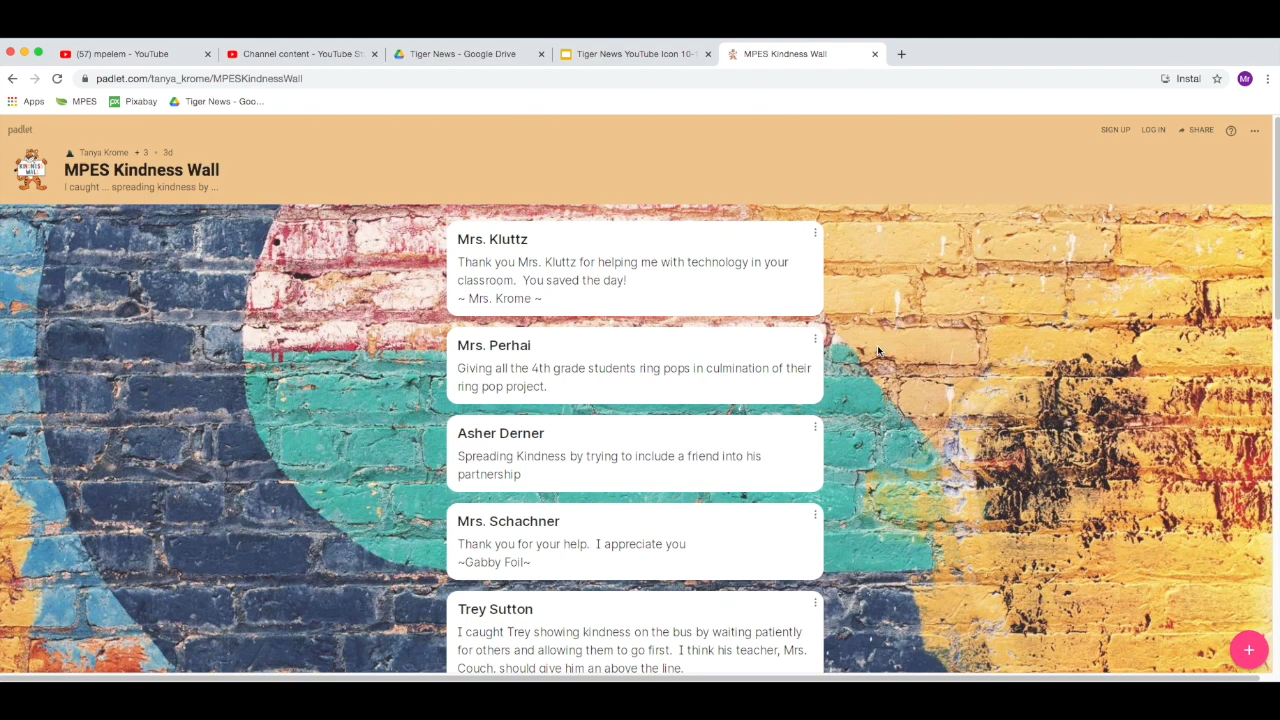 (57) mpelem - YouTube
Channel content - YouTube St
Tiger News - Google Drive
Tiger News YouTube Icon 10-1
MPES Kindness Wall
padlet.com/tanya_krome/MPESKindnessWall
Instal
Mr
Apps
MPES
px
Pixabay
Tiger News - Goo...
padlet
SIGN UP
LOG IN
SHARE
KINDNESS
WALL
Tanya Krome + 3 • 3d
MPES Kindness Wall
I caught ... spreading kindness by ...
Mrs. Kluttz
Thank you Mrs. Kluttz for helping me with technology in your
classroom. You saved the day!
~ Mrs. Krome ~
Mrs. Perhai
Giving all the 4th grade students ring pops in culmination of their
ring pop project.
Asher Derner
Spreading Kindness by trying to include a friend into his
partnership
Mrs. Schachner
Thank you for your help. I appreciate you
~Gabby Foil~
Trey Sutton
I caught Trey showing kindness on the bus by waiting patiently
for others and allowing them to go first. I think his teacher, Mrs.
Couch, should give him an above the line.